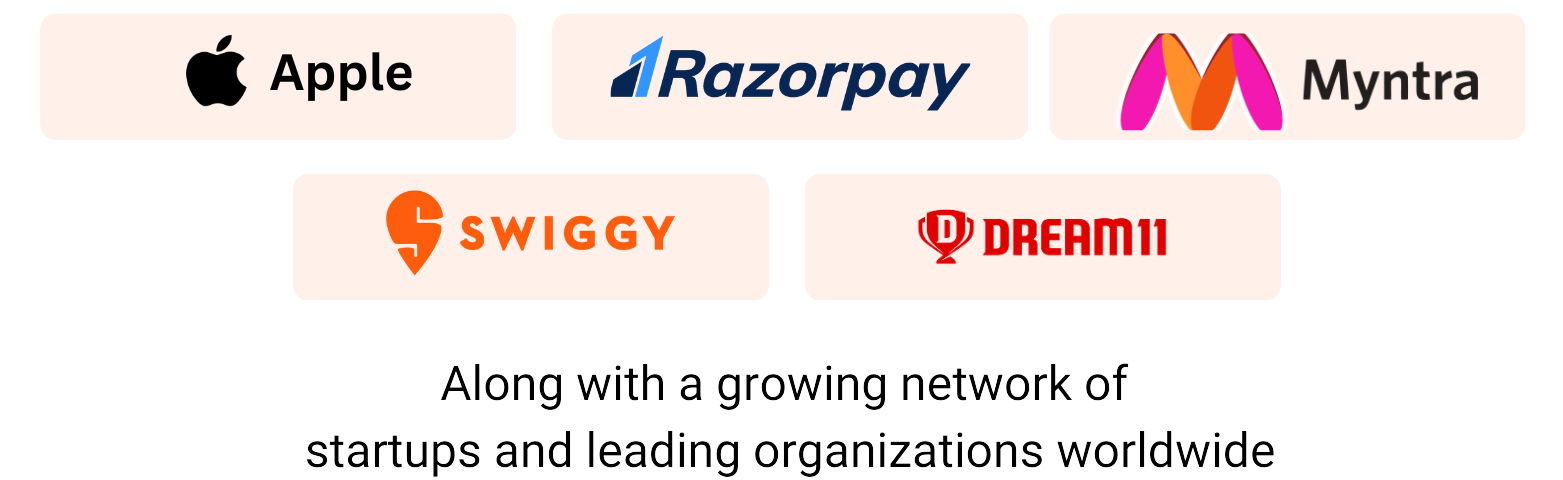 Apple
Razorpay
Myntra
SWIGGY
D DREAM11
Along with a growing network of
startups and leading organizations worldwide